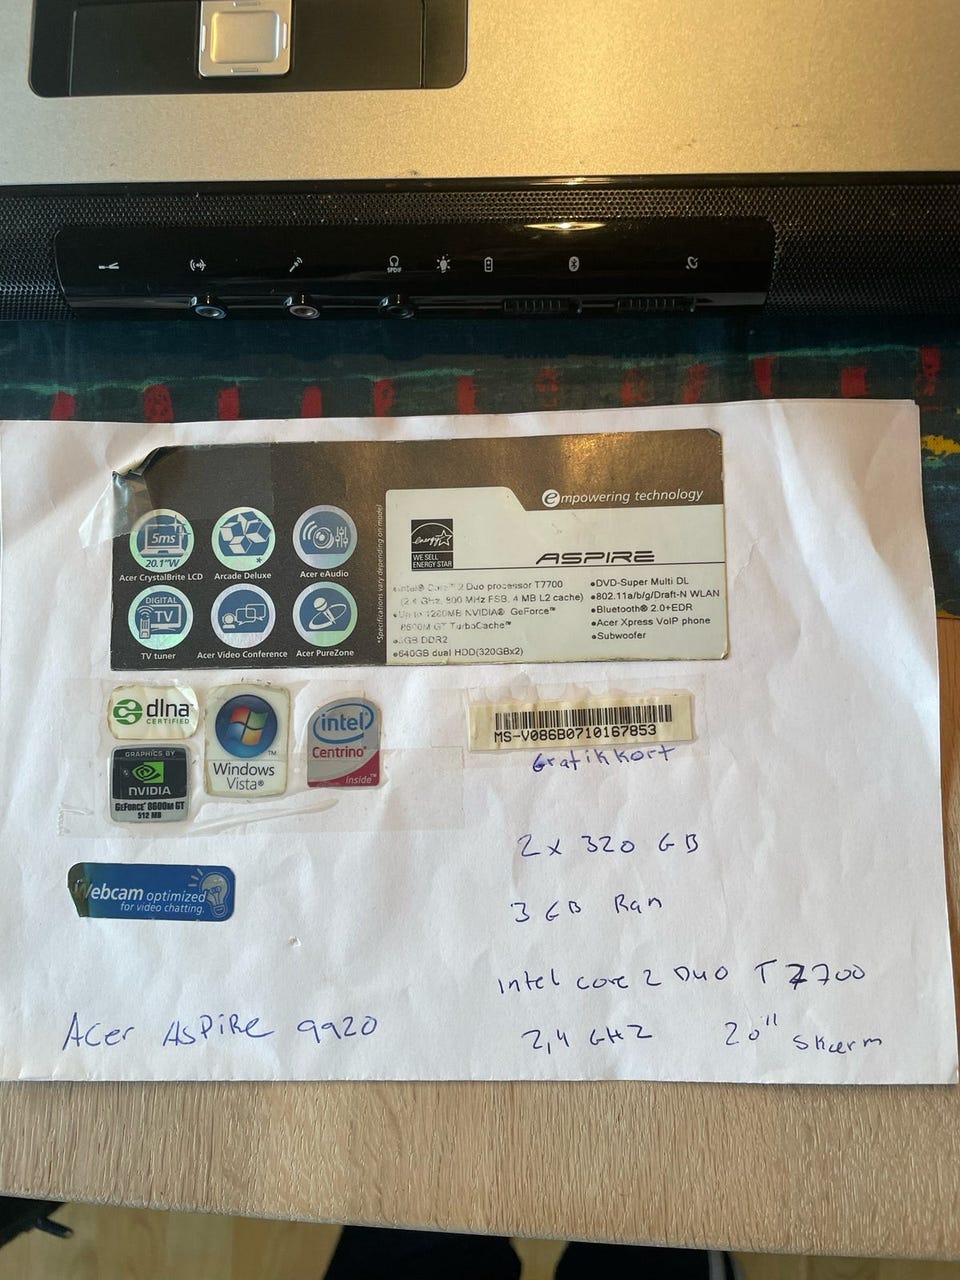 SPDIF
empowering technology
5ms
20.1"W
Acer CrystalBrite LCD
Arcade Deluxe
Acer eAudio
DIGITAL
TV
TV tuner
Acer Video Conference
Acer PureZone
*Specifications vary depending on model
energy
WE SELL
ENERGY STAR
ASPIRE
•Intel® Core™2 Duo processor T7700
(2.4 GHz, 800 MHz FSB, 4 MB L2 cache)
•Up to 1280MB NVIDIA® GeForce™
8600M GT TurboCache™
GB DDR2
•640GB dual HDD(320GBx2)
•DVD-Super Multi DL
•802.11a/b/g/Draft-N WLAN
•Bluetooth® 2.0+EDR
•Acer Xpress VoIP phone
•Subwoofer
dlna
CERTIFIED
GRAPHICS BY
NVIDIA
GEFORCE® 8600M GT
512 MB
Windows
Vista®
™
intel
Centrino®
inside™
MS-V086B0710167853
Grafikkort
2x 320 GB
3 GB Ram
Intel core 2 Duo T7700
2,4 GHZ
20" Skærm
Webcam optimized
for video chatting.
Acer AsPiRe 9920